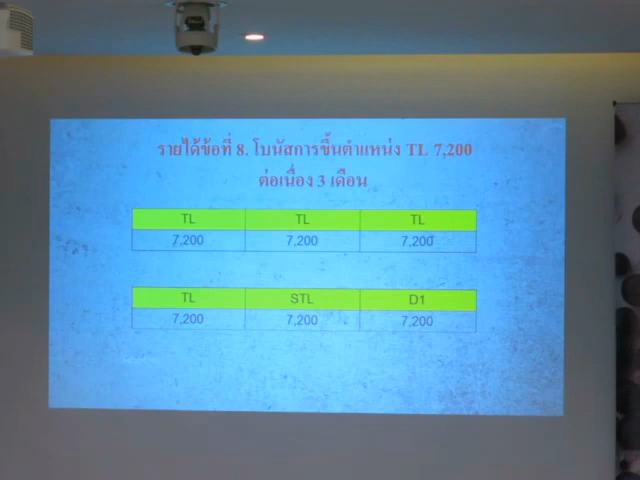 รายได้ข้อที่ 8. โบนัสการขึ้นตำแหน่ง TL 7,200
ต่อเนื่อง 3 เดือน
TL TL TL
7,200 7,200 7,200
TL STL D1
7,200 7,200 7,200